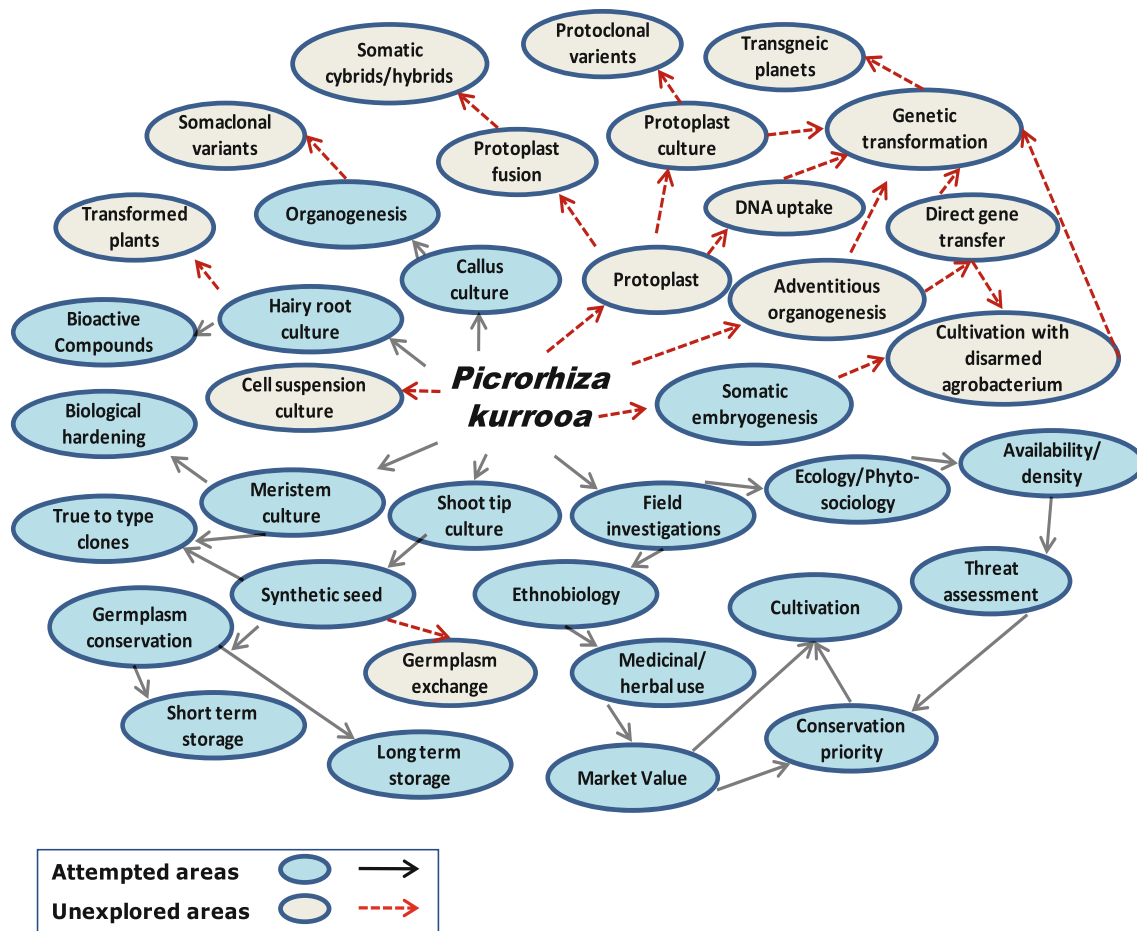 Protoclonal
varients
Transgneic
planets
Somatic
cybrids/hybrids
Somaclonal
variants
Protoplast
fusion
Protoplast
culture
Genetic
transformation
Transformed
plants
Organogenesis
DNA uptake
Direct gene
transfer
Callus
culture
Protoplast
Adventitious
organogenesis
Bioactive
Compounds
Hairy root
culture
Cultivation with
disarmed
agrobacterium
Cell suspension
culture
Picrorhiza
kurrooa
Somatic
embryogenesis
Biological
hardening
Meristem
culture
Shoot tip
culture
Field
investigations
Ecology/Phyto-
sociology
Availability/
density
True to type
clones
Synthetic seed
Ethnobiology
Cultivation
Threat
assessment
Germplasm
conservation
Germplasm
exchange
Medicinal/
herbal use
Short term
storage
Long term
storage
Market Value
Conservation
priority
Attempted areas
Unexplored areas